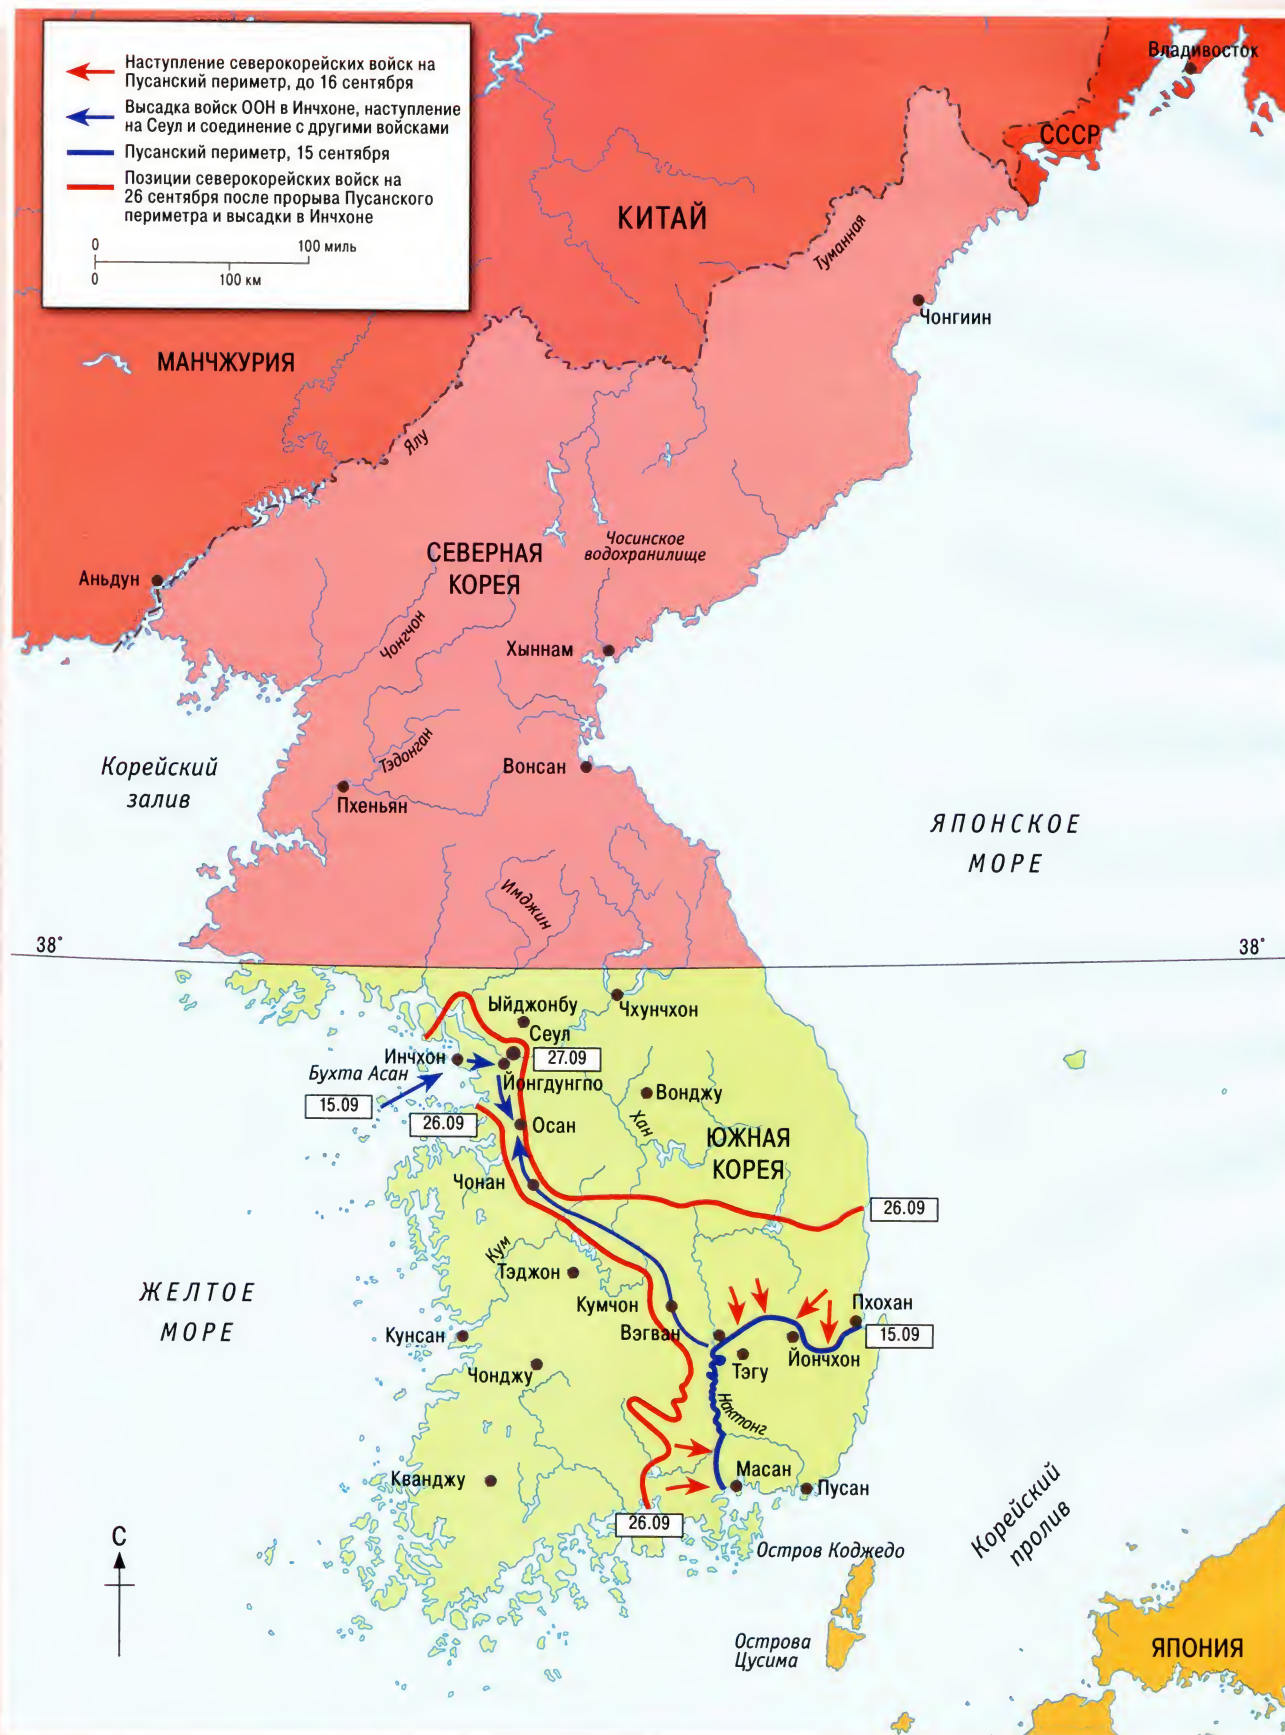 Наступление северокорейских войск на
Пусанский периметр, до 16 сентября
Высадка войск ООН в Инчхоне, наступление
на Сеул и соединение с другими войсками
Пусанский периметр, 15 сентября
Позиции северокорейских войск на
26 сентября после прорыва Пусанского
периметра и высадки в Инчхоне
0 100 миль
0 100 км
Владивосток
СССР
КИТАЙ
Туманная
Чонгиин
МАНЧЖУРИЯ
Ялу
Чосинское
водохранилище
СЕВЕРНАЯ
КОРЕЯ
Аньдун
Чонгчон
Хыннам
Корейский
залив
Тэдонган
Вонсан
Пхеньян
ЯПОНСКОЕ
МОРЕ
Имджин
38°
38°
Ыйджонбу
Чхунчхон
Сеул
Инчхон
27.09
Бухта Асан
Йонгдунгпо
15.09
Вонджу
26.09
Осан
Хан
ЮЖНАЯ
КОРЕЯ
Чонан
26.09
Кум
Тэджон
ЖЕЛТОЕ
МОРЕ
Кумчон
Пхохан
Кунсан
Вэгван
15.09
Йончхон
Тэгу
Чонджу
Нактонг
Масан
Кванджу
Пусан
26.09
Корейский
пролив
С
Остров Коджедо
Острова
Цусима
ЯПОНИЯ